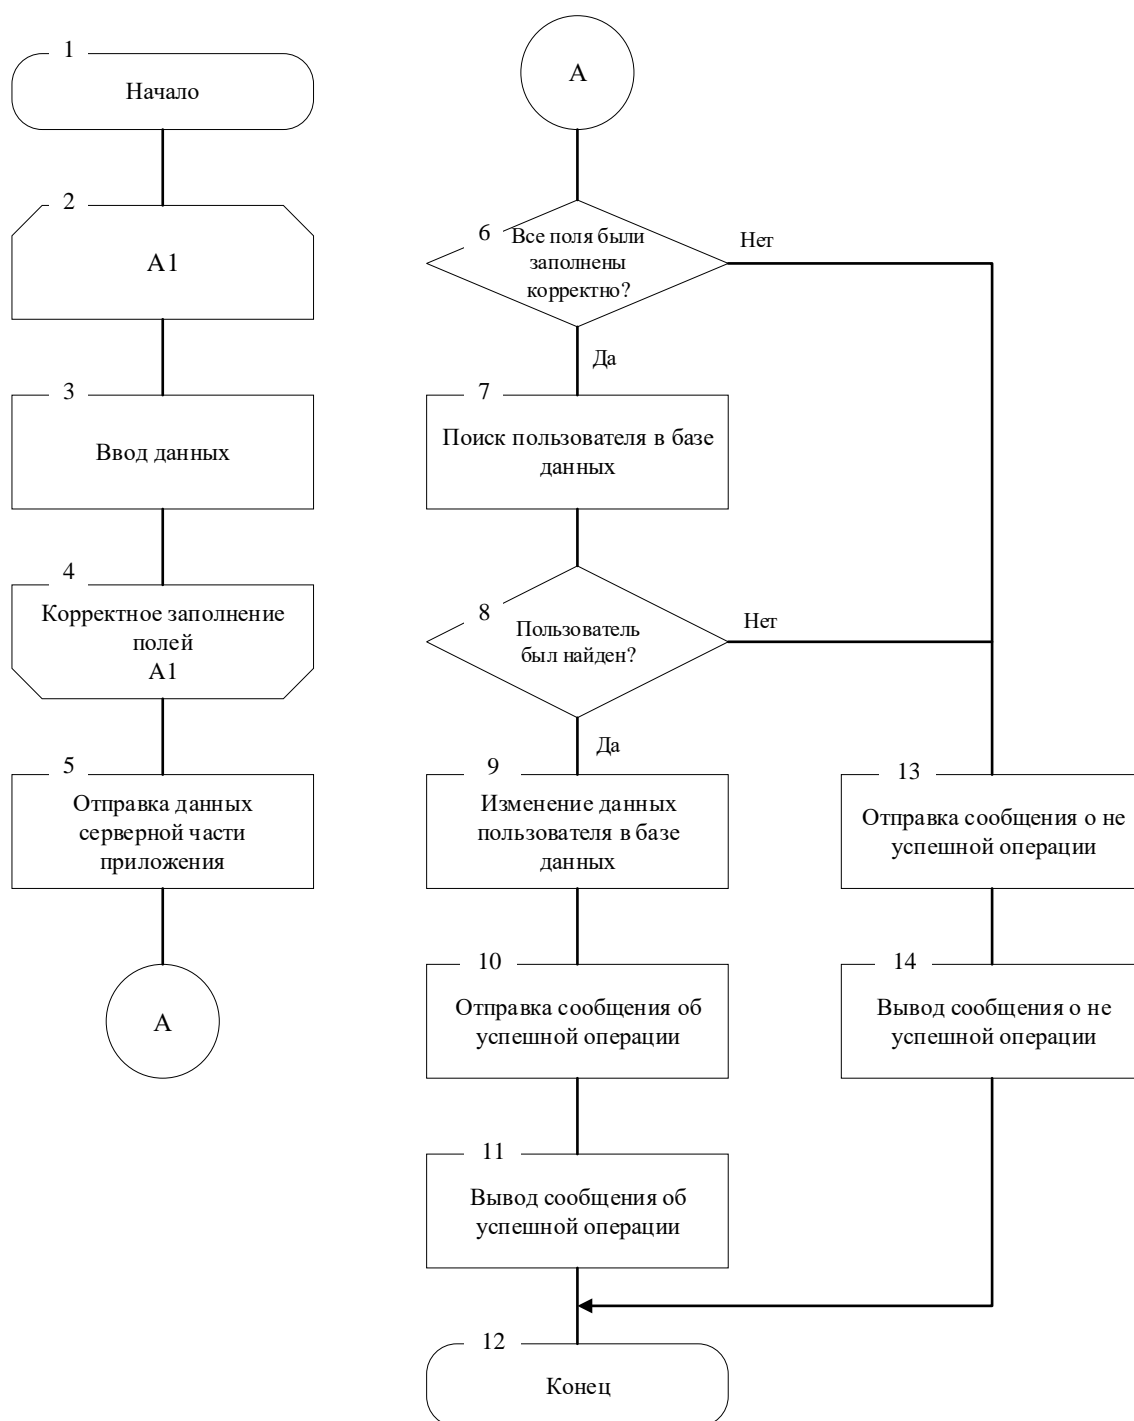 1
Начало
2
А1
3
Ввод данных
4
Корректное заполнение
полей
А1
5
Отправка данных
серверной части
приложения
А
А
6
Все поля были
заполнены
корректно?
Нет
Да
7
Поиск пользователя в базе
данных
8
Пользователь
был найден?
Нет
Да
9
Изменение данных
пользователя в базе
данных
10
Отправка сообщения об
успешной операции
11
Вывод сообщения об
успешной операции
12
Конец
13
Отправка сообщения о не
успешной операции
14
Вывод сообщения о не
успешной операции